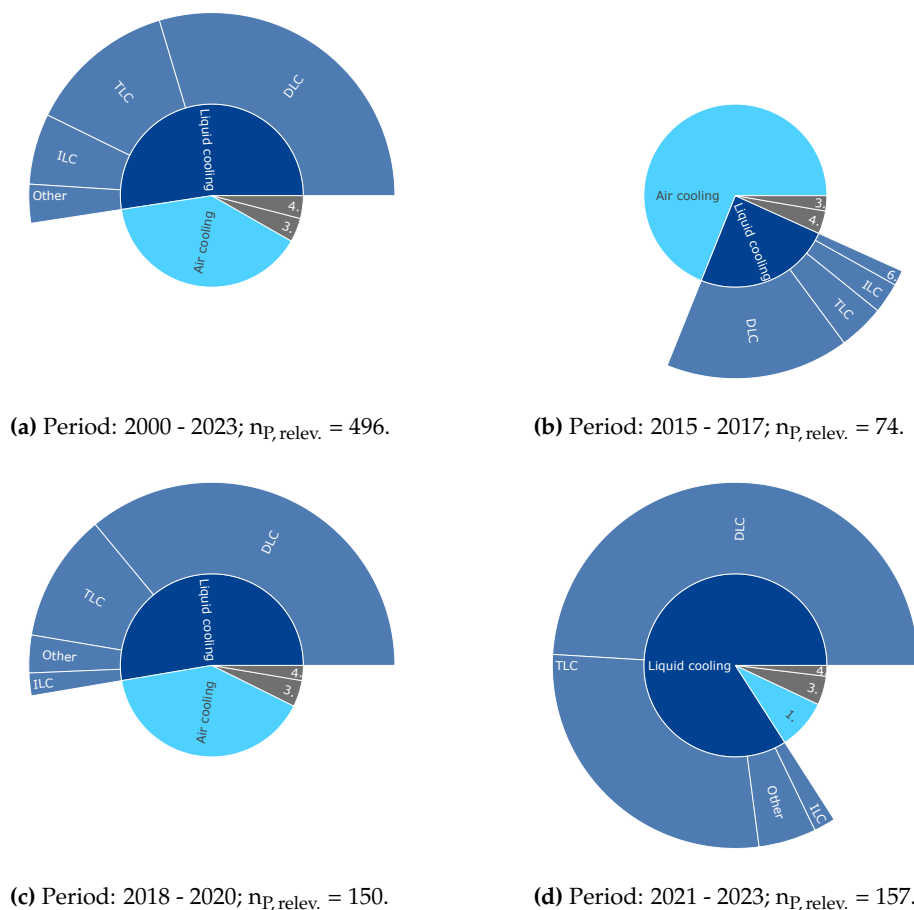 DLC
TLC
Liquid cooling
ILC
Other
4.
3.
Air cooling
Air cooling
3.
4.
Liquid cooling
6.
ILC
TLC
DLC
(a) Period: 2000 - 2023; nP, relev. = 496.
(b) Period: 2015 - 2017; nP, relev. = 74.
DLC
TLC
Liquid cooling
Other
ILC
4.
3.
Air cooling
DLC
TLC
Liquid cooling
4.
3.
1.
Other
ILC
(c) Period: 2018 - 2020; nP, relev. = 150.
(d) Period: 2021 - 2023; nP, relev. = 157.